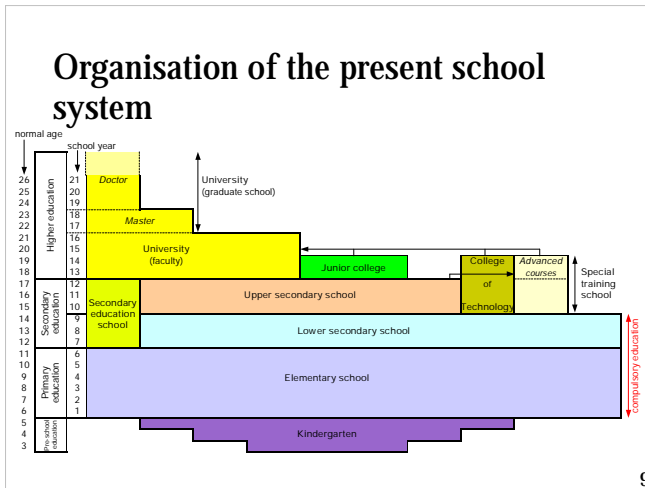 Organisation of the present school
system
normal age
school year
26 21
25 20
24 19
23 18
22 17
21 16
20 15
19 14
18 13
17 12
16 11
15 10
14 9
13 8
12 7
11 6
10 5
9 4
8 3
7 2
6 1
5
4
3
Higher education
Secondary
education
Primary
education
Pre-school
education
Doctor
Master
University
(graduate school)
University
(faculty)
Junior college
College
of
Technology
Advanced
courses
Special
training
school
Secondary
education
school
Upper secondary school
Lower secondary school
Elementary school
Kindergarten
compulsory education
9